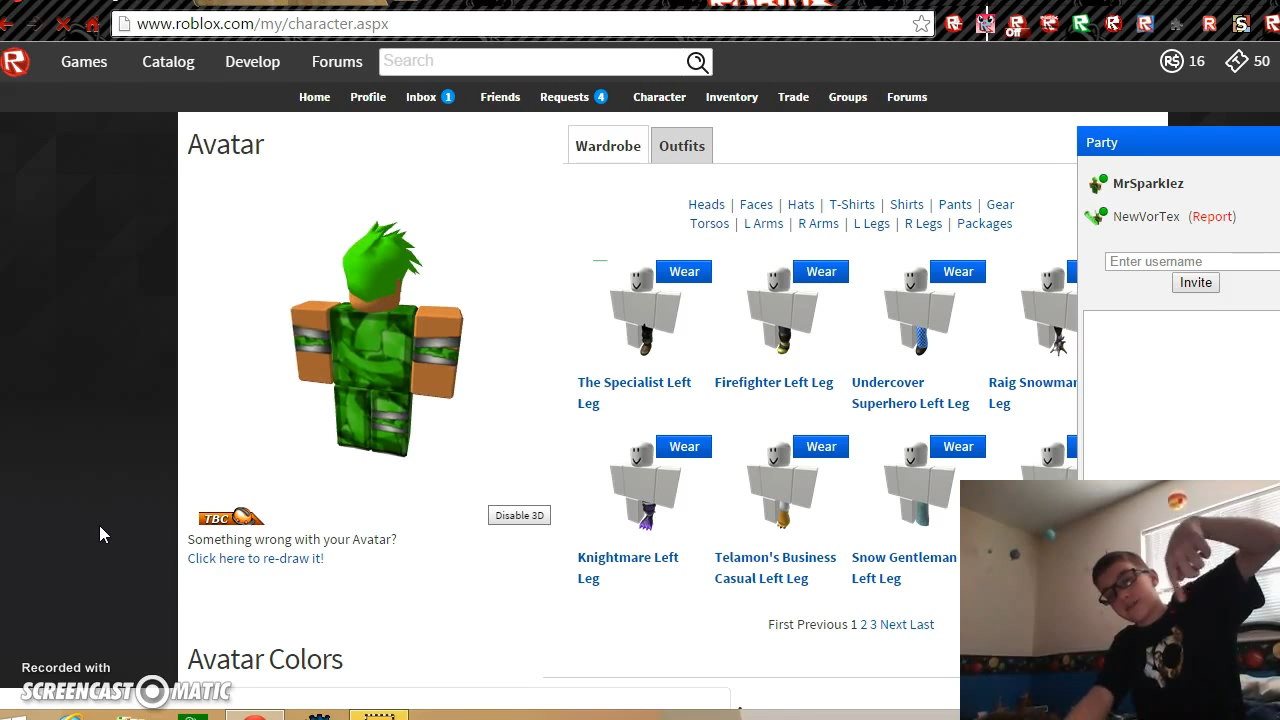 www.roblox.com/my/character.aspx
Off
Games Catalog Develop Forums Search R$ 16 50
Home Profile Inbox 1 Friends Requests 4 Character Inventory Trade Groups Forums
Avatar
Wardrobe Outfits
Heads | Faces | Hats | T-Shirts | Shirts | Pants | Gear
Torsos | L Arms | R Arms | L Legs | R Legs | Packages
Wear Wear Wear
The Specialist Left Leg
Firefighter Left Leg
Undercover Superhero Left Leg
Raig Snowman Leg
Wear Wear Wear
Knightmare Left Leg
Telamon's Business Casual Left Leg
Snow Gentleman Left Leg
First Previous 1 2 3 Next Last
TBC
Disable 3D
Something wrong with your Avatar?
Click here to re-draw it!
Avatar Colors
Party
MrSparkIez
NewVorTex (Report)
Enter username
Invite
Recorded with
SCREENCAST MATIC